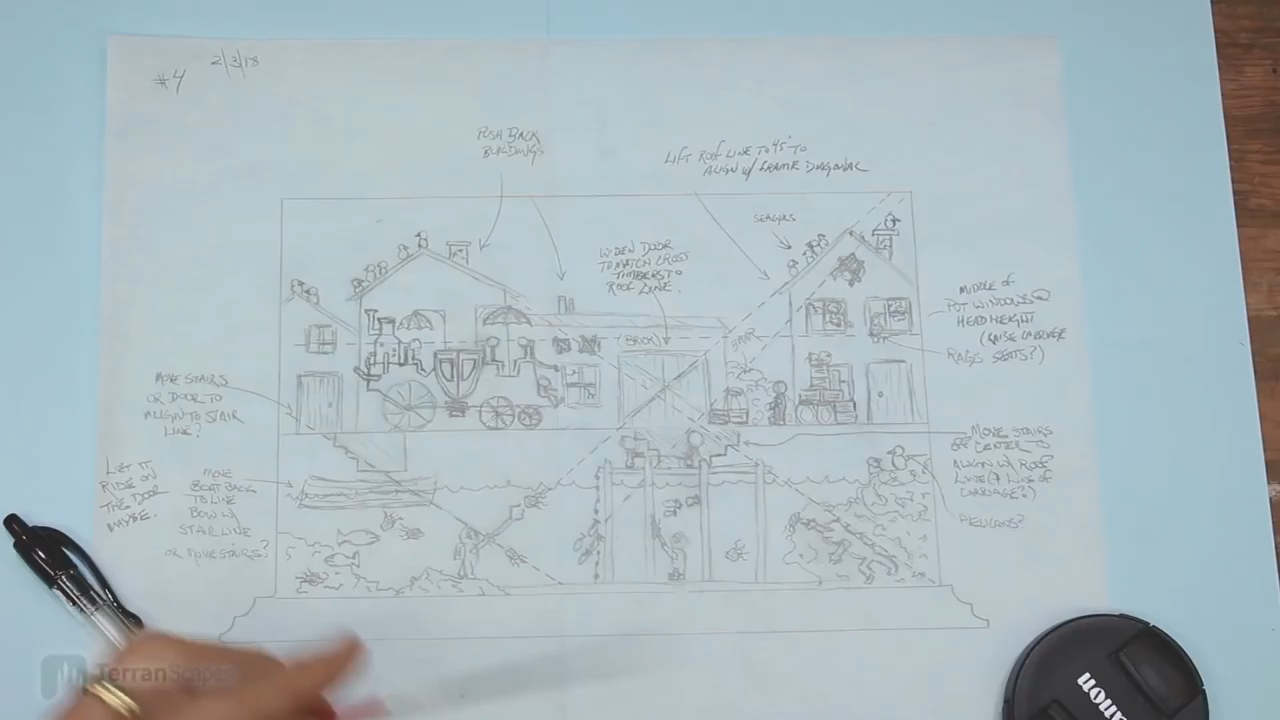 #4
2/3/18
PUSH BACK
BUILDINGS
LIFT ROOF LINE TO 45° TO
ALIGN W/ FRAME DIAGONAL
SEAGULLS
WIDEN DOOR
TO MATCH CROSS
TIMBERS TO
ROOF LINE.
MIDDLE OF
PUT WINDOWS @
HEAD HEIGHT
(RAISE CARRIAGE
SEATS?)
RAGS
(BRICK)
MOVE STAIRS
OR DOOR TO
ALIGN TO STAIR
LINE?
LET IT
RIDE ON
THE DOOR
MAYBE.
MOVE
BOAT BACK
TO LINE
BOW W/
STAIR LINE
OR MOVE STAIRS?
MOVE STAIRS
OFF CENTER TO
ALIGN W/ ROOF
LINE (& LINE OF
CARRIAGE?)
PELICANS?
TerranScapes
Canon